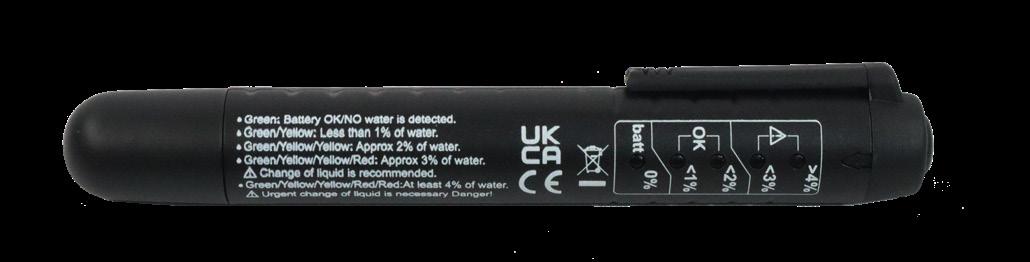 • Green: Battery OK/NO water is detected.
• Green/Yellow: Less than 1% of water.
• Green/Yellow/Yellow: Approx 2% of water.
• Green/Yellow/Yellow/Red: Approx 3% of water.
⚠ Change of liquid is recommended.
• Green/Yellow/Yellow/Red/Red:At least 4% of water.
⚠ Urgent change of liquid is necessary Danger!
UK
CA
CE
batt
OK
⚠
0%
<1%
<2%
<3%
>4%